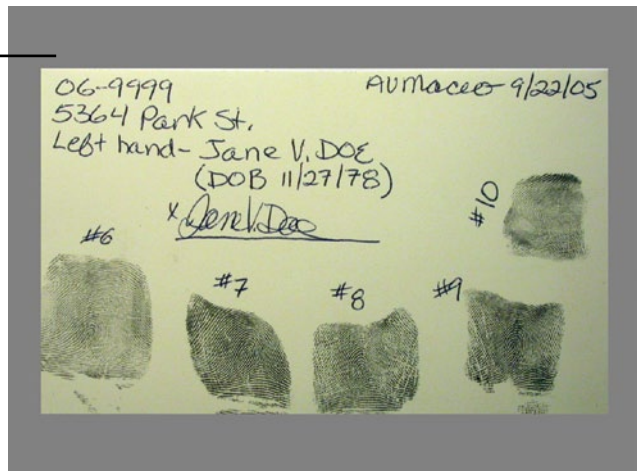 06-9999
AVMaceo 9/22/05
5364 Park St.
Left hand- Jane V. DOE
(DOB 11/27/78)
x Jane V. Doe
#10
#6
#7
#8
#9